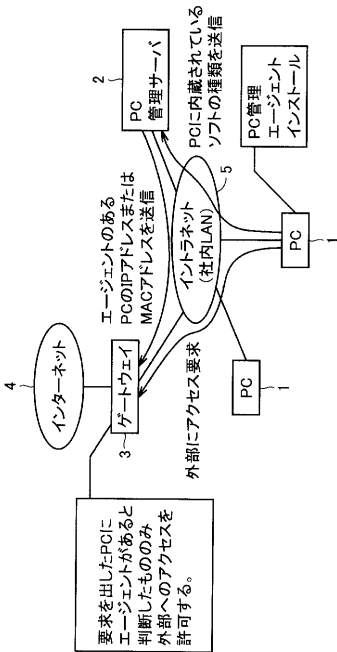 4
インターネット
要求を出したPCに
エージェントがあると
判断したもののみ
外部へのアクセスを
許可する。
3
ゲートウェイ
エージェントのある
PCのIPアドレスまたは
MACアドレスを送信
2
PC
管理サーバ
外部にアクセス要求
イントラネット
(社内LAN)
5
PCに内蔵されている
ソフトの種類を送信
PC
1
PC
1
PC管理
エージェント
インストール